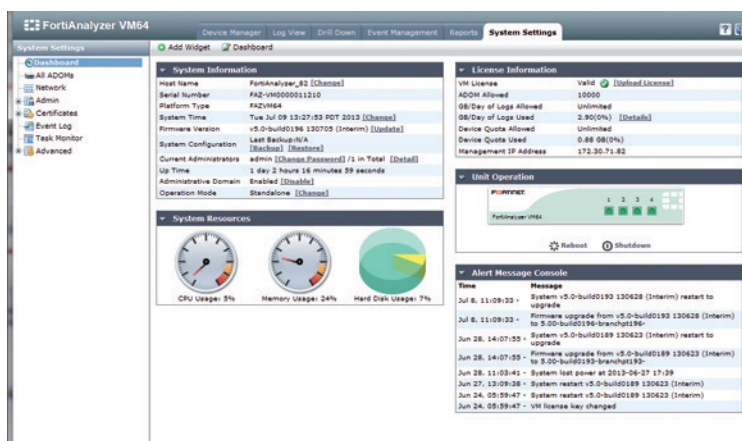 FortiAnalyzer VM64
Device Manager Log View Drill Down Event Management Reports System Settings
System Settings
Add Widget Dashboard
Dashboard
All ADOMs
Network
Admin
Certificates
Event Log
Task Monitor
Advanced
System Information
Host Name FortiAnalyzer_82 [Change]
Serial Number FAZ-VM0000011210
Platform Type FAZVM64
System Time Tue Jul 09 13:27:53 PDT 2013 [Change]
Firmware Version v5.0-build0196 130705 (Interim) [Update]
System Configuration Last Backup:N/A
[Backup] [Restore]
Current Administrators admin [Change Password] /1 in Total [Detail]
Up Time 1 day 2 hours 16 minutes 59 seconds
Administrative Domain Enabled [Disable]
Operation Mode Standalone [Change]
System Resources
CPU Usage: 5% Memory Usage: 24% Hard Disk Usage: 7%
License Information
VM License Valid [Upload License]
ADOM Allowed 10000
GB/Day of Logs Allowed Unlimited
GB/Day of Logs Used 2.90(0%) [Details]
Device Quota Allowed Unlimited
Device Quota Used 0.88 GB(0%)
Management IP Address 172.30.71.82
Unit Operation
FORTINET
1 2 3 4
FortiAnalyzer VM64
Reboot Shutdown
Alert Message Console
Time Message
Jul 8, 11:09:33 - System v5.0-build0193 130628 (Interim) restart to
upgrade
Jul 8, 11:09:33 - Firmware upgrade from v5.0-build0193 130628 (Interim)
to 5.00-build0196-branchpt196-
Jun 28, 14:07:55 - System v5.0-build0189 130623 (Interim) restart to
upgrade
Jun 28, 14:07:55 - Firmware upgrade from v5.0-build0189 130623 (Interim)
to 5.00-build0193-branchpt193-
Jun 28, 11:03:41 - System lost power at 2013-06-27 17:39
Jun 27, 13:09:38 - System restart v5.0-build0189 130623 (Interim)
Jun 24, 05:59:47 - System restart v5.0-build0189 130623 (Interim)
Jun 24, 05:59:47 - VM license key changed